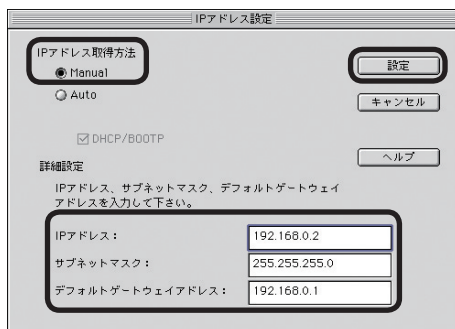 IPアドレス設定
IPアドレス取得方法
Manual
Auto
DHCP/BOOTP
設定
キャンセル
ヘルプ
詳細設定
IPアドレス、サブネットマスク、デフォルトゲートウェイ
アドレスを入力して下さい。
IPアドレス： 192.168.0.2
サブネットマスク： 255.255.255.0
デフォルトゲートウェイアドレス： 192.168.0.1